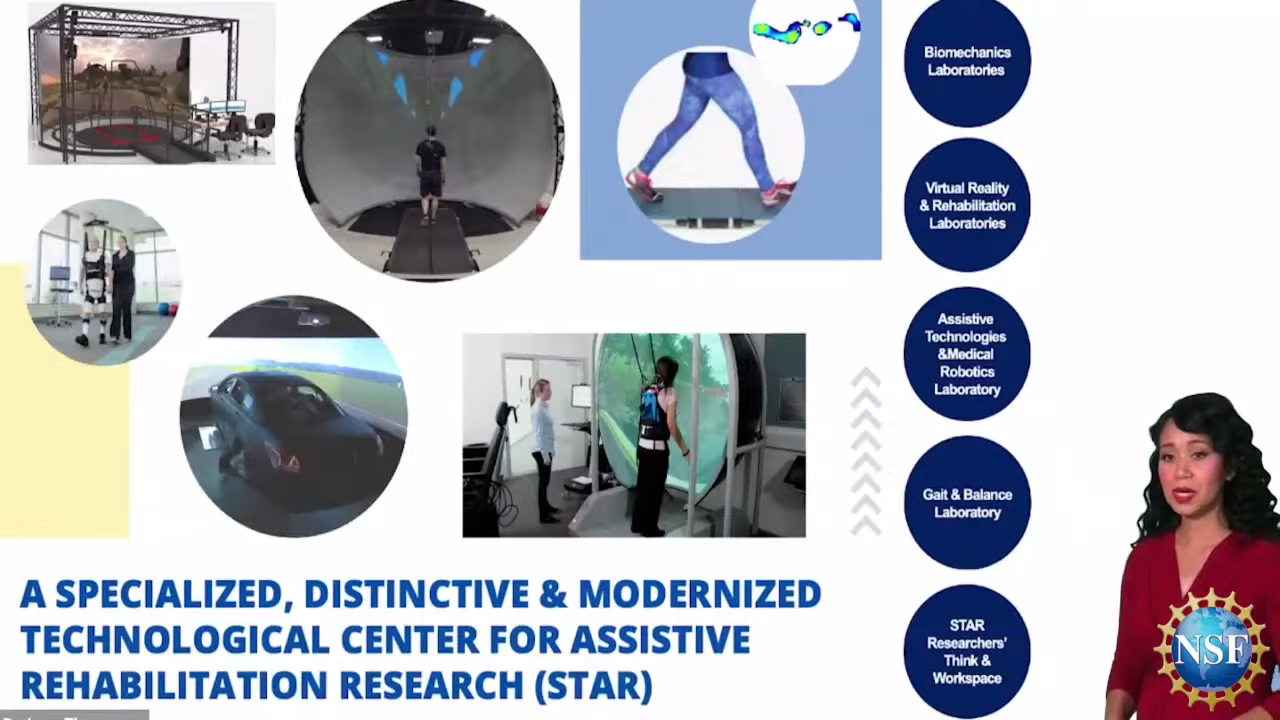 Biomechanics
Laboratories
Virtual Reality
& Rehabilitation
Laboratories
Assistive
Technologies
&Medical
Robotics
Laboratory
Gait & Balance
Laboratory
STAR
Researchers'
Think &
Workspace
A SPECIALIZED, DISTINCTIVE & MODERNIZED
TECHNOLOGICAL CENTER FOR ASSISTIVE
REHABILITATION RESEARCH (STAR)
NSF